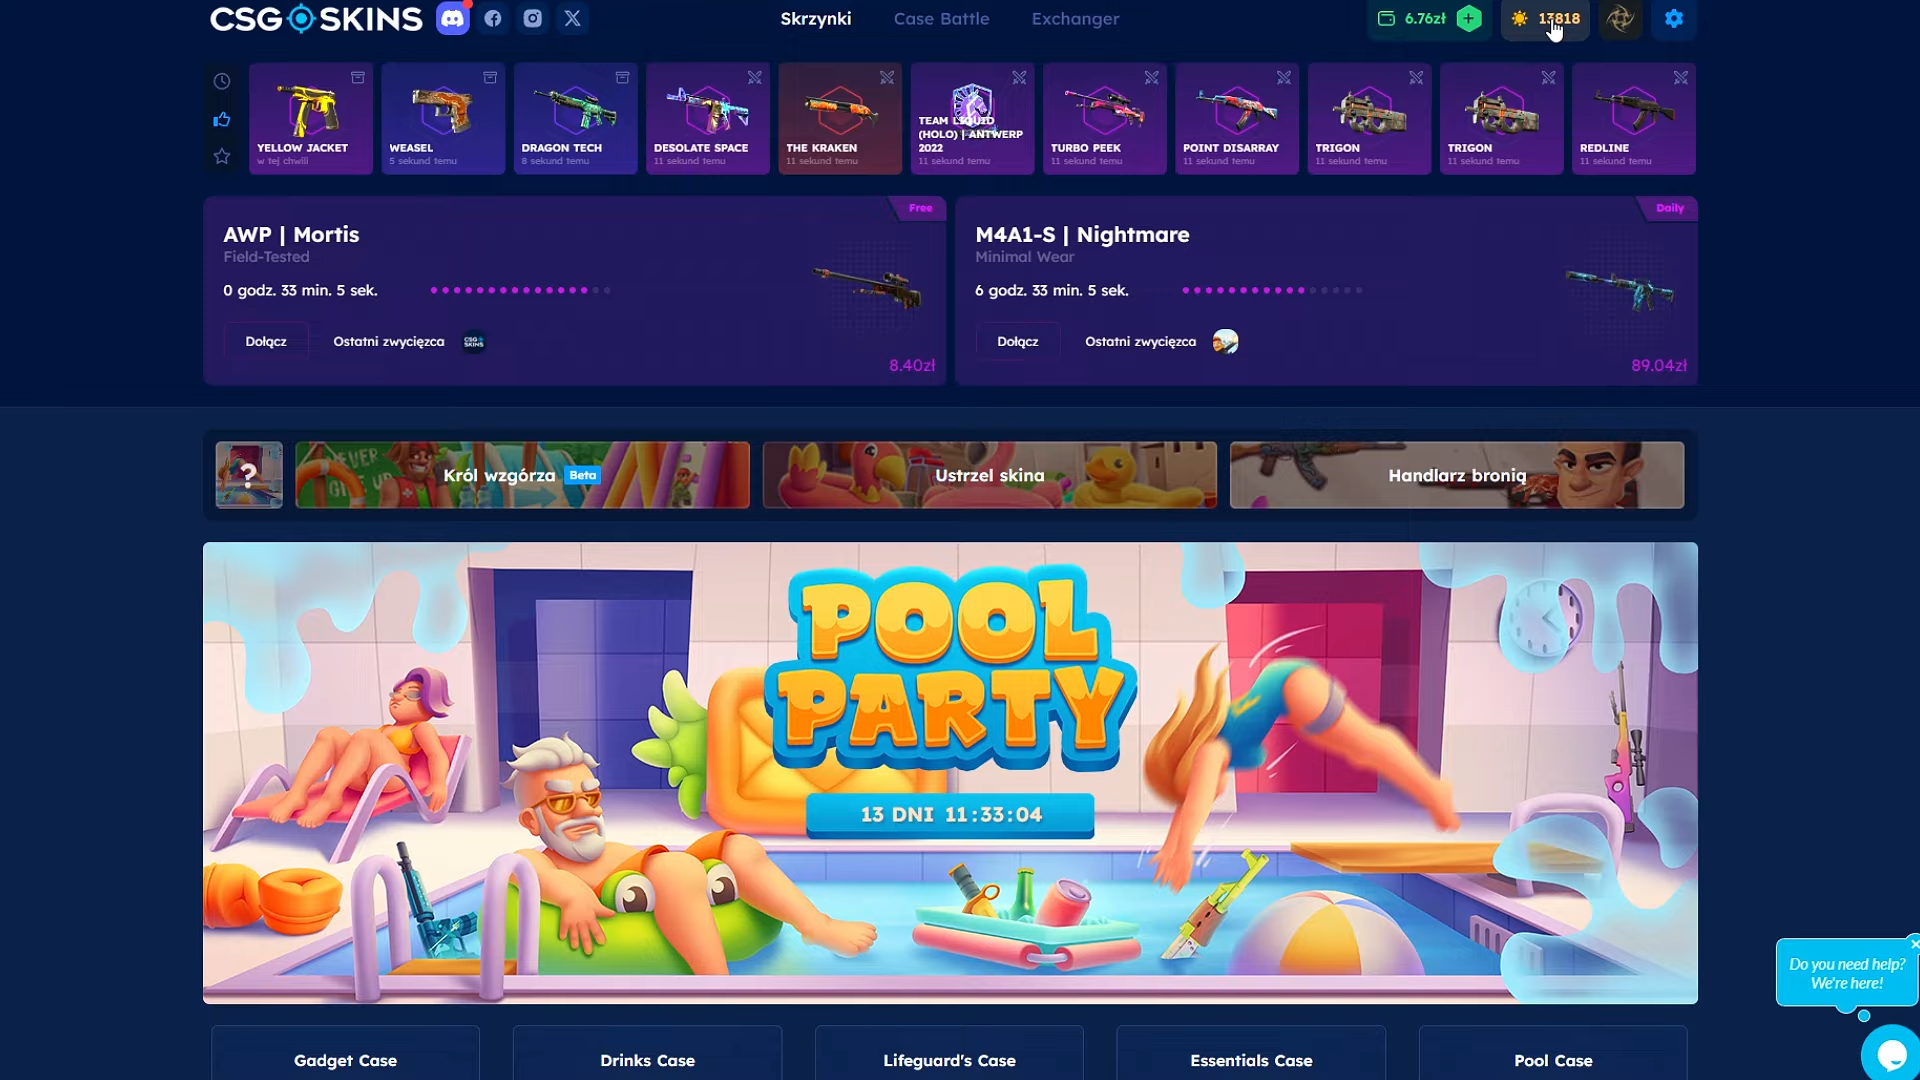 CSGOSKINS
Skrzynki
Case Battle
Exchanger
6.76zł
13818
YELLOW JACKET
w tej chwili
WEASEL
5 sekund temu
DRAGON TECH
8 sekund temu
DESOLATE SPACE
11 sekund temu
THE KRAKEN
11 sekund temu
TEAM LIQUID
(HOLO) | ANTWERP
2022
11 sekund temu
TURBO PEEK
11 sekund temu
POINT DISARRAY
11 sekund temu
TRIGON
11 sekund temu
TRIGON
11 sekund temu
REDLINE
11 sekund temu
Free
AWP | Mortis
Field-Tested
0 godz. 33 min. 5 sek.
Dołącz
Ostatni zwycięzca
CSG
SKINS
8.40zł
Daily
M4A1-S | Nightmare
Minimal Wear
6 godz. 33 min. 5 sek.
Dołącz
Ostatni zwycięzca
89.04zł
?
NEVER
GIVE UP
Król wzgórza Beta
Ustrzel skina
Handlarz bronią
POOL
PARTY
13 DNI 11:33:04
Do you need help?
We're here!
Gadget Case
Drinks Case
Lifeguard's Case
Essentials Case
Pool Case